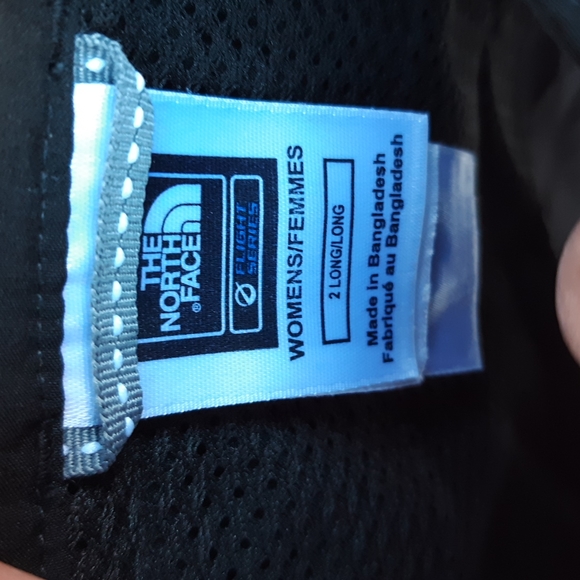 THE
NORTH
FACE®
FLIGHT
SERIES
WOMENS/FEMMES
2 LONG/LONG
Made in Bangladesh
Fabriqué au Bangladesh